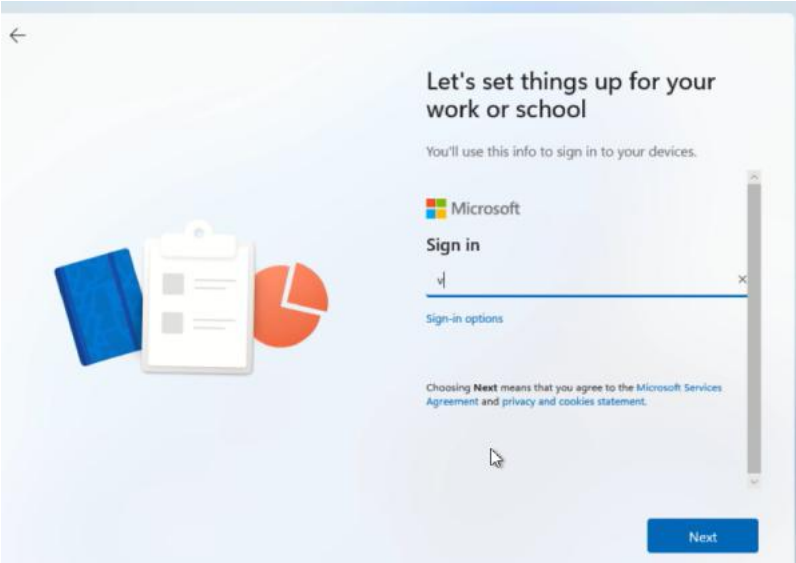 Let's set things up for your
work or school
You'll use this info to sign in to your devices.
Microsoft
Sign in
v
Sign-in options
Choosing Next means that you agree to the Microsoft Services
Agreement and privacy and cookies statement.
Next